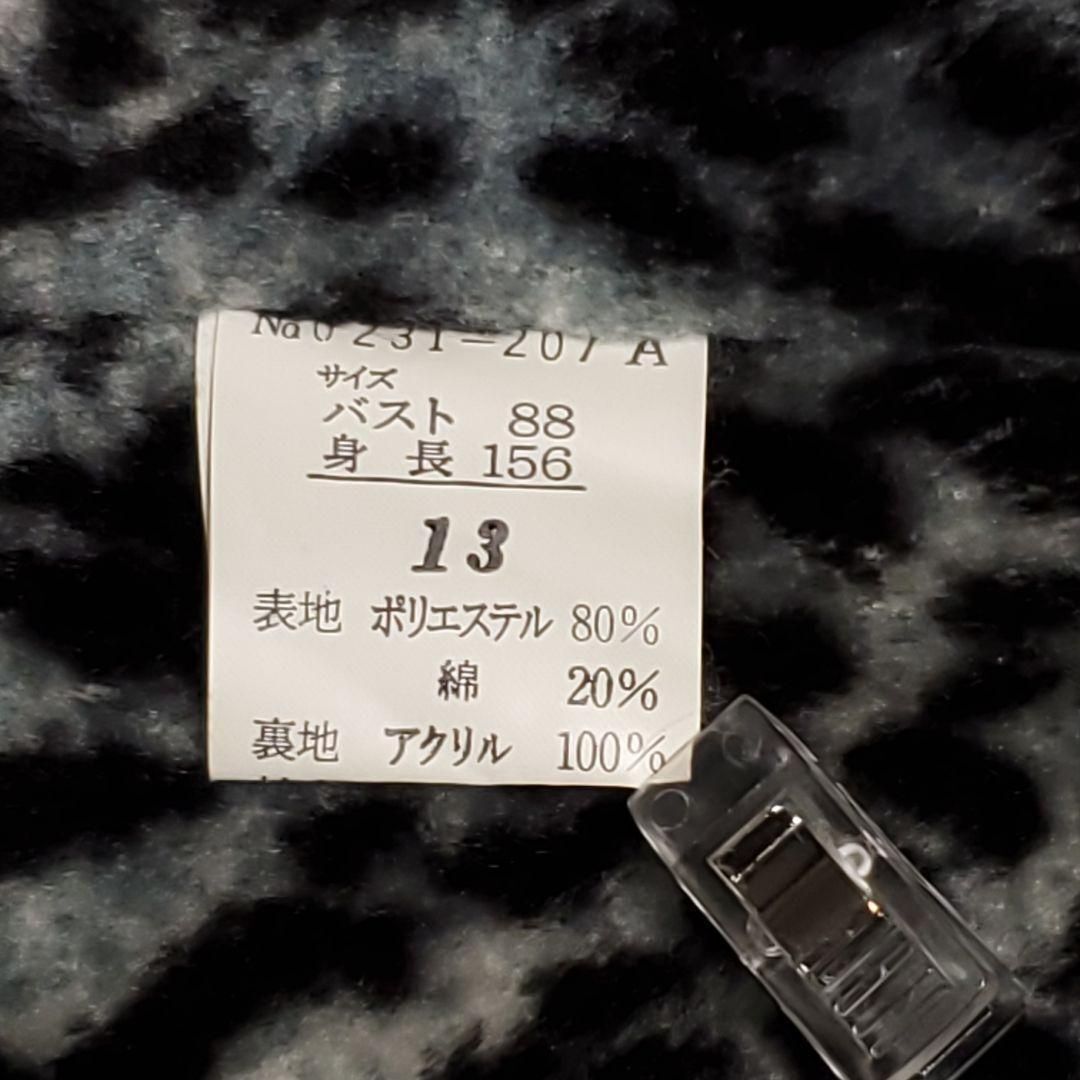 No 0231-207 A
サイズ
バスト 88
身 長 156
13
表地 ポリエステル 80%
綿 20%
裏地 アクリル 100%